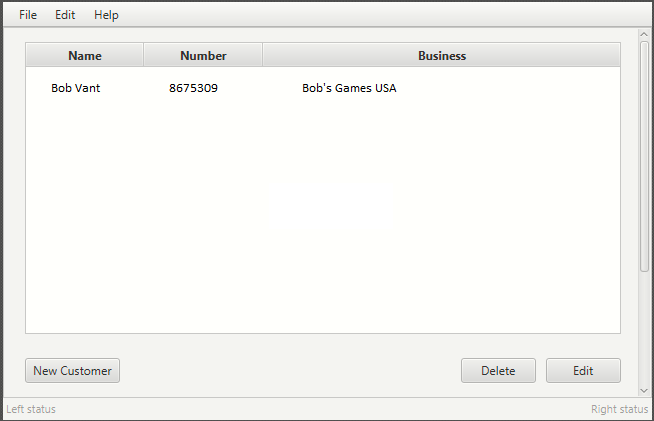 File Edit Help
Name Number Business
Bob Vant 8675309 Bob's Games USA
New Customer Delete Edit
Left status Right status